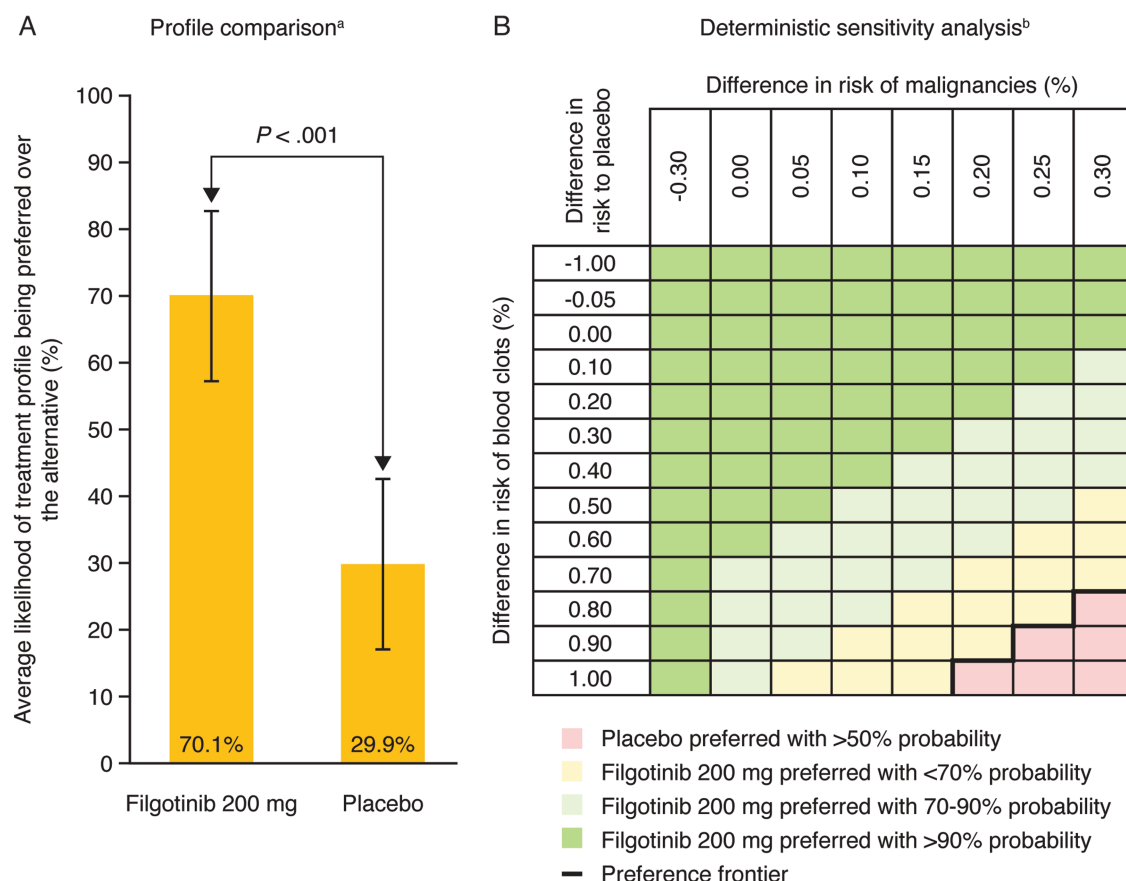 A
Profile comparisonᵃ
Average likelihood of treatment profile being preferred over
the alternative (%)
100
90
80
70
60
50
40
30
20
10
0
P < .001
70.1%
29.9%
Filgotinib 200 mg
Placebo
B
Deterministic sensitivity analysisᵇ
Difference in risk of malignancies (%)
Difference in
risk to placebo
-0.30
0.00
0.05
0.10
0.15
0.20
0.25
0.30
Difference in risk of blood clots (%)
-1.00
-0.05
0.00
0.10
0.20
0.30
0.40
0.50
0.60
0.70
0.80
0.90
1.00
Placebo preferred with >50% probability
Filgotinib 200 mg preferred with <70% probability
Filgotinib 200 mg preferred with 70-90% probability
Filgotinib 200 mg preferred with >90% probability
Preference frontier